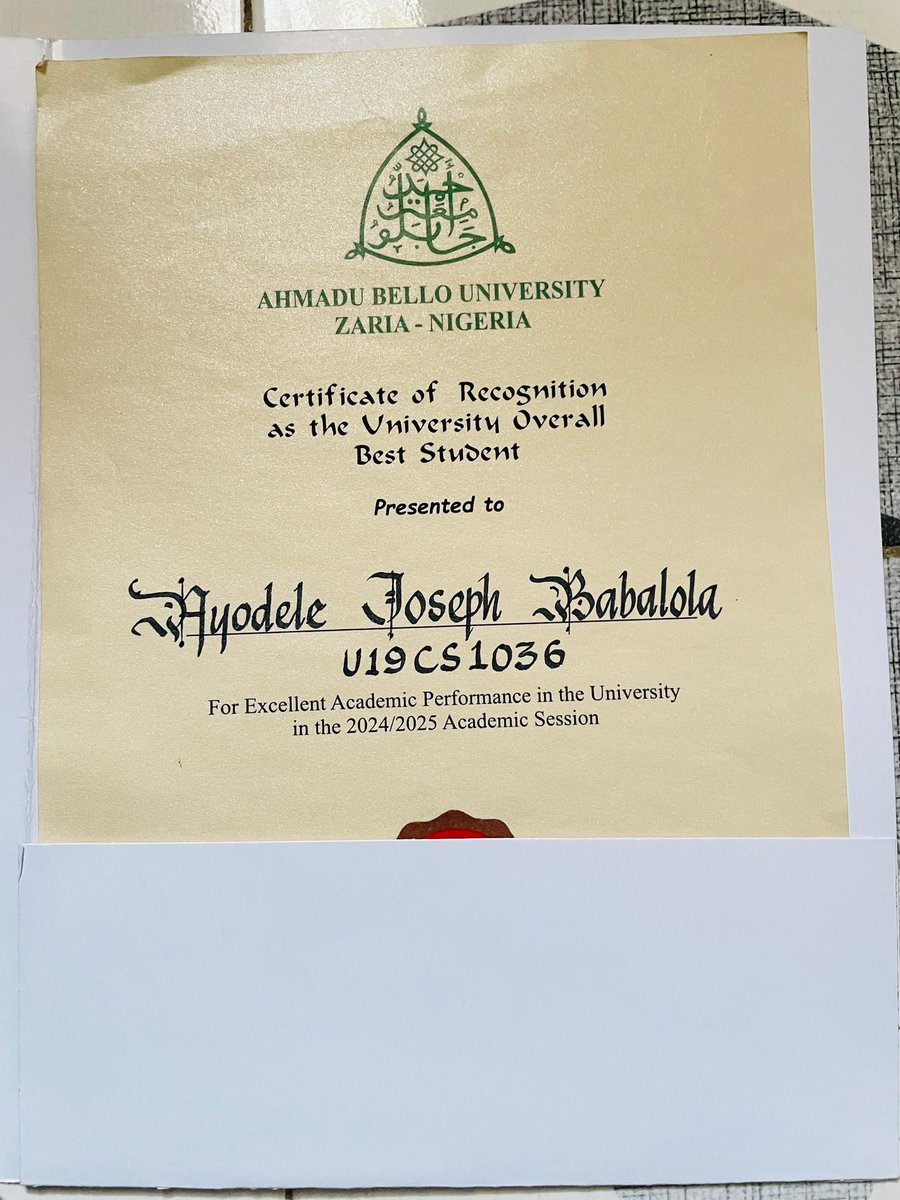 AHMADU BELLO UNIVERSITY
ZARIA - NIGERIA
Certificate of Recognition
as the University Overall
Best Student
Presented to
Ayodele Joseph Babalola
U19CS1036
For Excellent Academic Performance in the University
in the 2024/2025 Academic Session